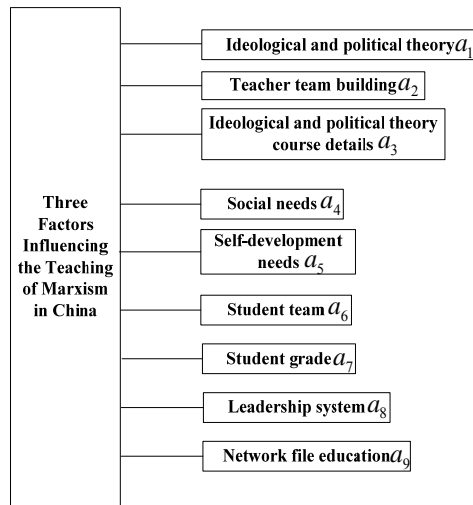 Three
Factors
Influencing
the Teaching
of Marxism
in China
Ideological and political theory a₁
Teacher team building a₂
Ideological and political theory
course details a₃
Social needs a₄
Self-development
needs a₅
Student team a₆
Student grade a₇
Leadership system a₈
Network file education a₉